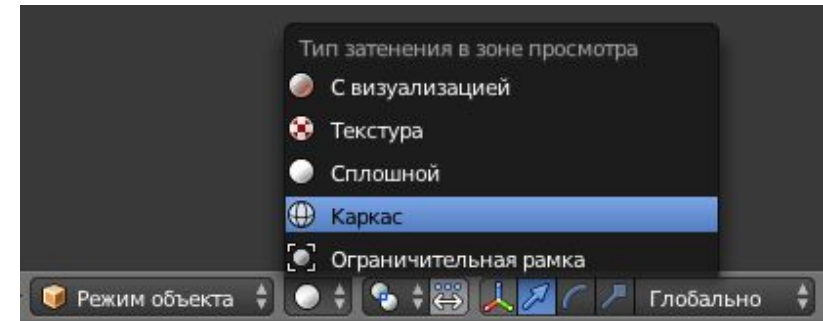 Тип затенения в зоне просмотра
С визуализацией
Текстура
Сплошной
Каркас
Ограничительная рамка
Режим объекта Глобально